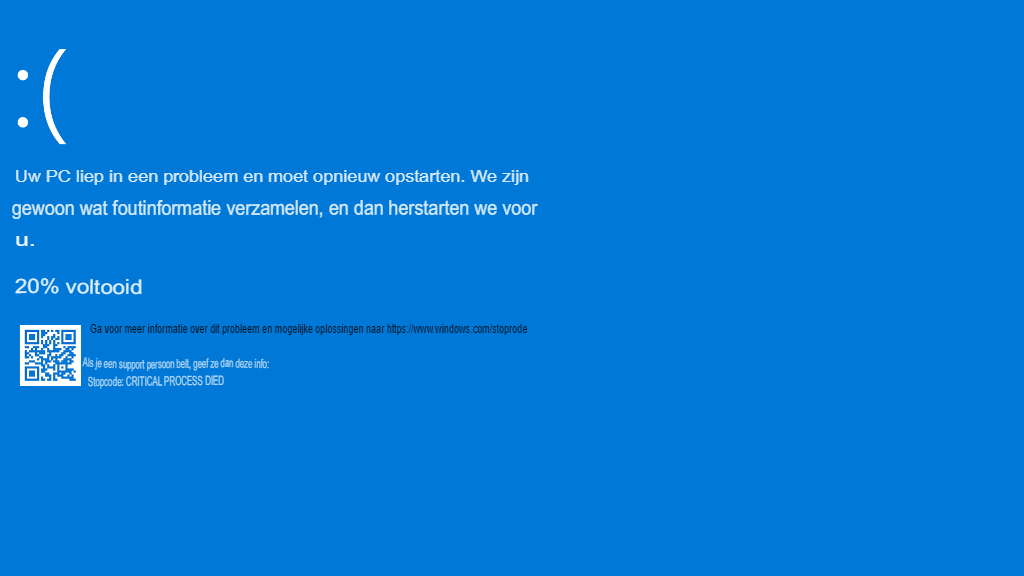 :(
Uw PC liep in een probleem en moet opnieuw opstarten. We zijn
gewoon wat foutinformatie verzamelen, en dan herstarten we voor
u.
20% voltooid
Ga voor meer informatie over dit probleem en mogelijke oplossingen naar https://www.windows.com/stoprode
Als je een support persoon belt, geef ze dan deze info:
Stopcode: CRITICAL PROCESS DIED